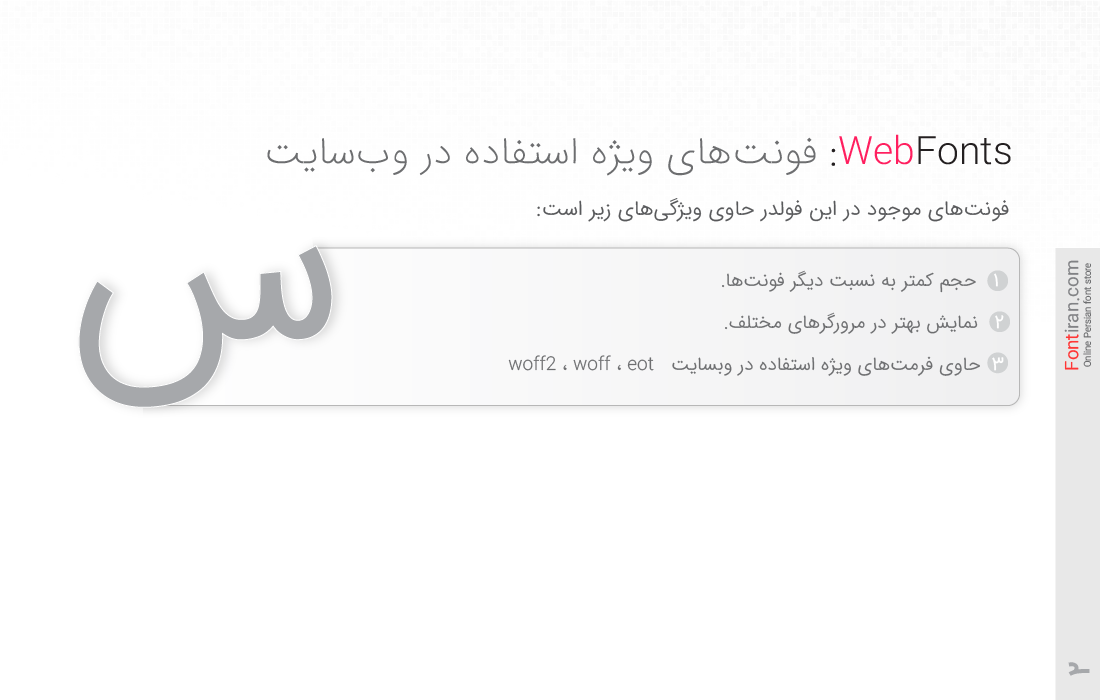 WebFonts: فونت‌های ویژه استفاده در وب‌سایت
فونت‌های موجود در این فولدر حاوی ویژگی‌های زیر است:
۱ حجم کمتر به نسبت دیگر فونت‌ها.
۲ نمایش بهتر در مرورگرهای مختلف.
۳ حاوی فرمت‌های ویژه استفاده در وبسایت woff2 ، woff ، eot
س
Fontiran.com
Online Persian font store
۲